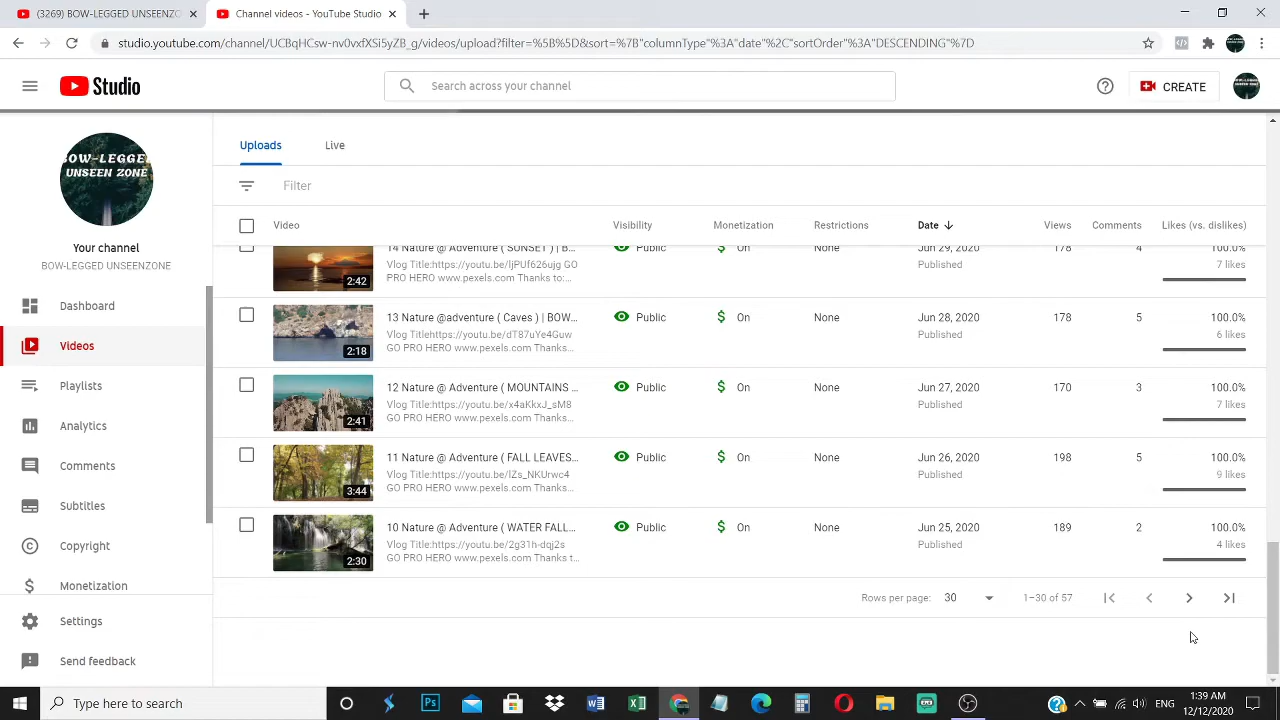 (3269) BOW-LEGGED UNSEENZO
Channel videos - YouTube Studio
studio.youtube.com/channel/UCBqHCsw-nv0vxfXSi5yZB_g/videos/upload?filter=%5B%5D&sort=%7B"columnType"%3A"date"%2C"sortOrder"%3A"DESCENDING"%7D
Studio
Search across your channel
CREATE
BOW-LEGGED
UNSEEN ZONE
Your channel
BOW-LEGGED UNSEENZONE
Dashboard
Videos
Playlists
Analytics
Comments
Subtitles
Copyright
Monetization
Settings
Send feedback
Uploads Live
Filter
Video Visibility Monetization Restrictions Date Views Comments Likes (vs. dislikes)
14 Nature @ Adventure ( SUNSET ) | B... Public On None Jun 29, 2020 178 4 100.0%
Vlog Title:https://youtu.be/ljPUf626ujg GO Published 7 likes
PRO HERO www.pexels.com Thanks to:...
2:42
13 Nature @adventure ( Caves ) | BOW... Public On None Jun 28, 2020 178 5 100.0%
Vlog Titlehttps://youtu.be/dT87uYe4Guw Published 6 likes
GO PRO HERO www.pexels.com Thanks...
2:18
12 Nature @ Adventure ( MOUNTAINS ... Public On None Jun 27, 2020 170 3 100.0%
Vlog Title:https://youtu.be/x4aKkxJ_sM8 Published 7 likes
GO PRO HERO www.pexels.com Thanks...
2:41
11 Nature @ Adventure ( FALL LEAVES... Public On None Jun 26, 2020 198 5 100.0%
Vlog Title:https://youtu.be/lZs_NKUrwc4 Published 9 likes
GO PRO HERO www.pexels.com Thanks...
3:44
10 Nature @ Adventure ( WATER FALL... Public On None Jun 25, 2020 189 2 100.0%
Vlog Title:https://youtu.be/2g31h-dqj2s Published 4 likes
GO PRO HERO www.pexels.com Thanks t...
2:30
Rows per page: 30 1–30 of 57
Type here to search
ENG
1:39 AM
12/12/2020